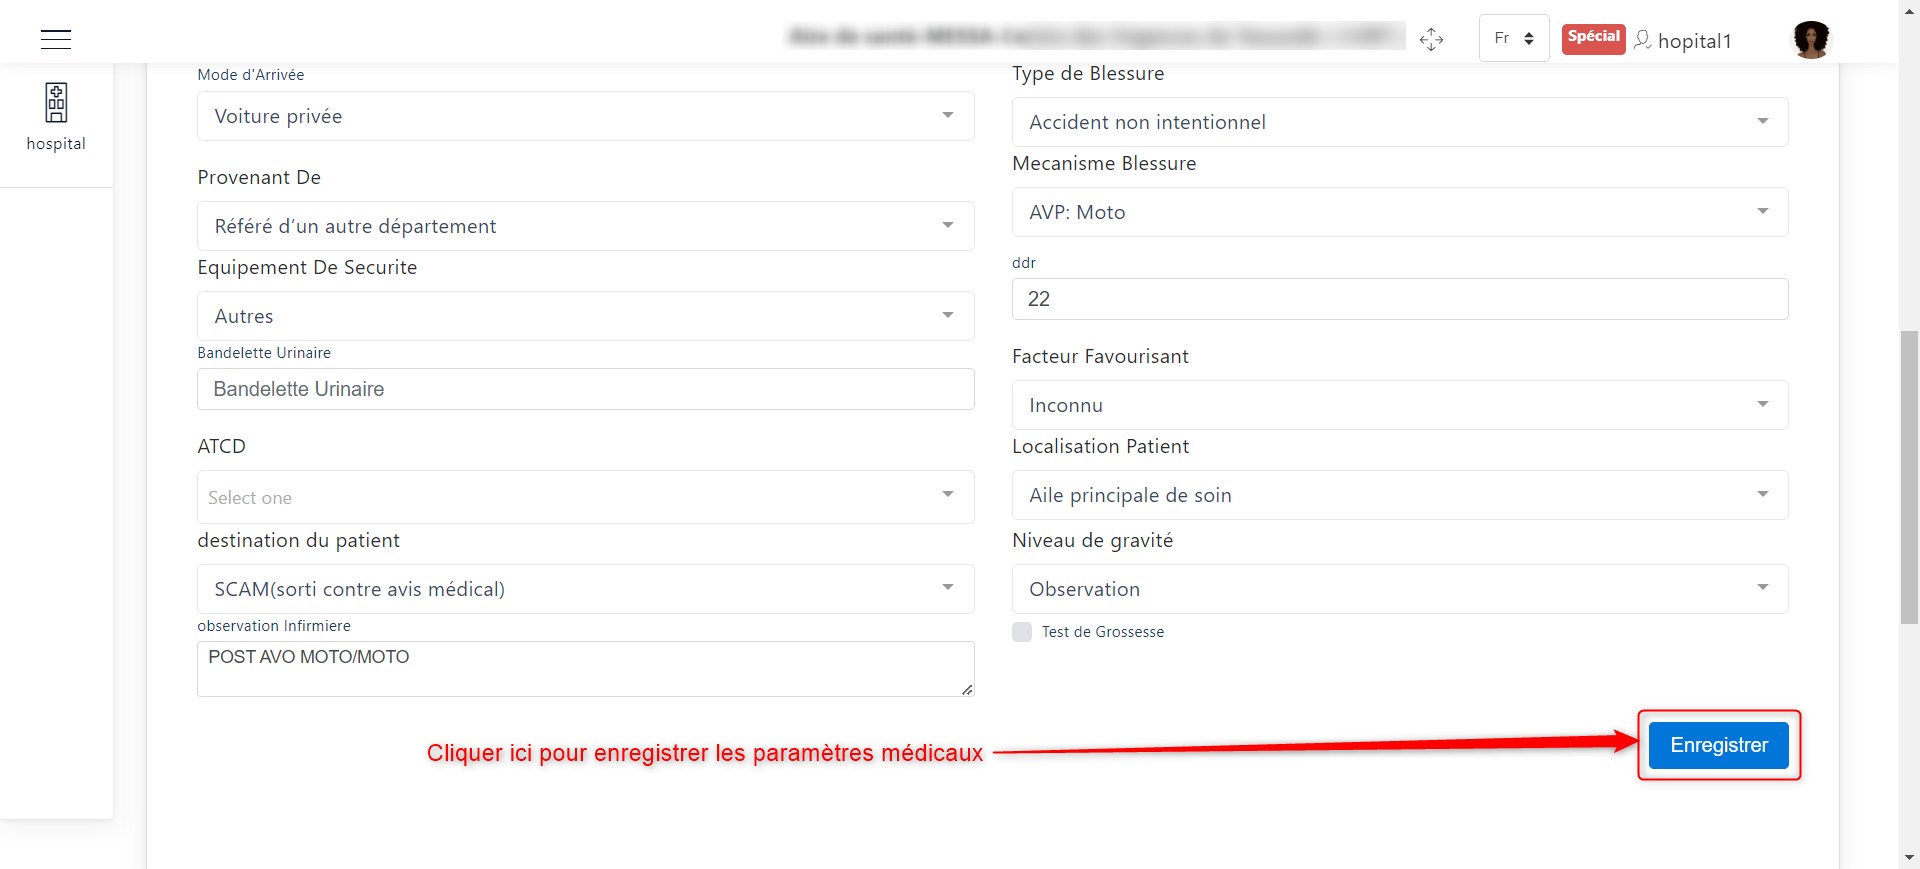 Fr
Spécial
hopital1
hospital
Mode d'Arrivée
Voiture privée
Provenant De
Référé d'un autre département
Equipement De Securite
Autres
Bandelette Urinaire
Bandelette Urinaire
ATCD
Select one
destination du patient
SCAM(sorti contre avis médical)
observation Infirmiere
POST AVO MOTO/MOTO
Type de Blessure
Accident non intentionnel
Mecanisme Blessure
AVP: Moto
ddr
22
Facteur Favourisant
Inconnu
Localisation Patient
Aile principale de soin
Niveau de gravité
Observation
Test de Grossesse
Cliquer ici pour enregistrer les paramètres médicaux
Enregistrer